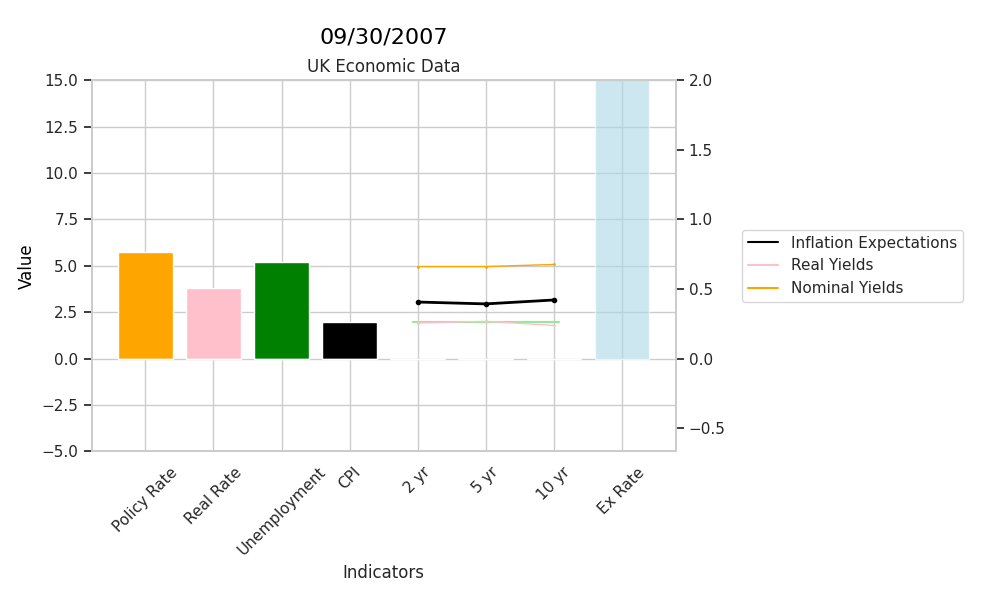 09/30/2007
UK Economic Data
15.0
12.5
10.0
7.5
5.0
2.5
0.0
−2.5
−5.0
Value
2.0
1.5
1.0
0.5
0.0
−0.5
Inflation Expectations
Real Yields
Nominal Yields
Policy Rate
Real Rate
Unemployment
CPI
2 yr
5 yr
10 yr
Ex Rate
Indicators